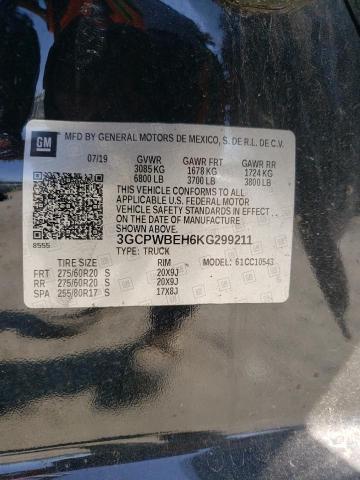 GM
MFD BY GENERAL MOTORS DE MEXICO, S. DE R.L. DE C.V.
07/19 GVWR GAWR FRT GAWR RR
3085 KG 1678 KG 1724 KG
6800 LB 3700 LB 3800 LB
THIS VEHICLE CONFORMS TO ALL
APPLICABLE U.S. FEDERAL MOTOR
VEHICLE SAFETY STANDARDS IN EFFECT
ON THE DATE OF MANUFACTURE
SHOWN ABOVE.
8555 3GCPWBEH6KG299211
TYPE: TRUCK
TIRE SIZE RIM MODEL: 61CC10543
FRT 275/60R20 S 20X9J
RR 275/60R20 S 20X9J
SPA 255/80R17 S 17X8J